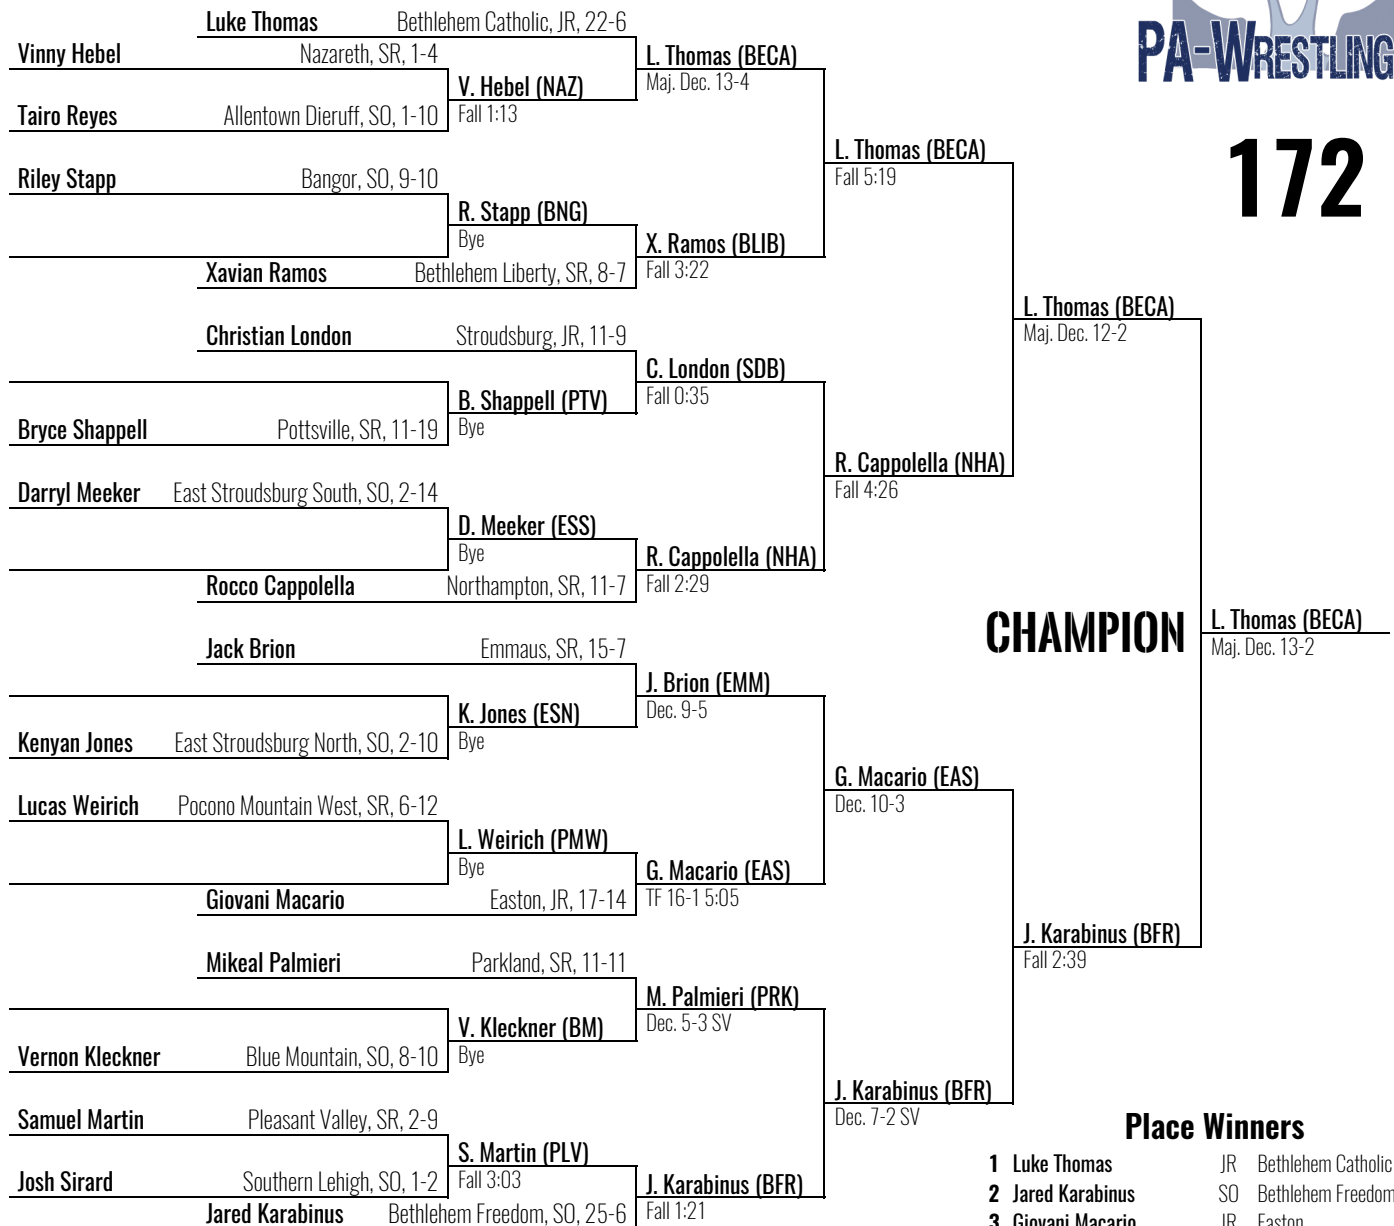 Luke Thomas Bethlehem Catholic, JR, 22-6
PA-WRESTLING
Vinny Hebel Nazareth, SR, 1-4
L. Thomas (BECA)
Maj. Dec. 13-4
V. Hebel (NAZ)
Fall 1:13
Tairo Reyes Allentown Dieruff, SO, 1-10
172
L. Thomas (BECA)
Fall 5:19
Riley Stapp Bangor, SO, 9-10
R. Stapp (BNG)
Bye
X. Ramos (BLIB)
Fall 3:22
Xavian Ramos Bethlehem Liberty, SR, 8-7
L. Thomas (BECA)
Maj. Dec. 12-2
Christian London Stroudsburg, JR, 11-9
C. London (SDB)
Fall 0:35
B. Shappell (PTV)
Bye
Bryce Shappell Pottsville, SR, 11-19
R. Cappolella (NHA)
Fall 4:26
Darryl Meeker East Stroudsburg South, SO, 2-14
D. Meeker (ESS)
Bye
R. Cappolella (NHA)
Fall 2:29
Rocco Cappolella Northampton, SR, 11-7
CHAMPION
L. Thomas (BECA)
Maj. Dec. 13-2
Jack Brion Emmaus, SR, 15-7
J. Brion (EMM)
Dec. 9-5
K. Jones (ESN)
Bye
Kenyan Jones East Stroudsburg North, SO, 2-10
G. Macario (EAS)
Dec. 10-3
Lucas Weirich Pocono Mountain West, SR, 6-12
L. Weirich (PMW)
Bye
G. Macario (EAS)
TF 16-1 5:05
Giovani Macario Easton, JR, 17-14
J. Karabinus (BFR)
Fall 2:39
Mikeal Palmieri Parkland, SR, 11-11
M. Palmieri (PRK)
Dec. 5-3 SV
V. Kleckner (BM)
Bye
Vernon Kleckner Blue Mountain, SO, 8-10
J. Karabinus (BFR)
Dec. 7-2 SV
Samuel Martin Pleasant Valley, SR, 2-9
S. Martin (PLV)
Fall 3:03
Josh Sirard Southern Lehigh, SO, 1-2
J. Karabinus (BFR)
Fall 1:21
Jared Karabinus Bethlehem Freedom, SO, 25-6
Place Winners
1 Luke Thomas JR Bethlehem Catholic
2 Jared Karabinus SO Bethlehem Freedom
3 Giovani Macario JR Easton